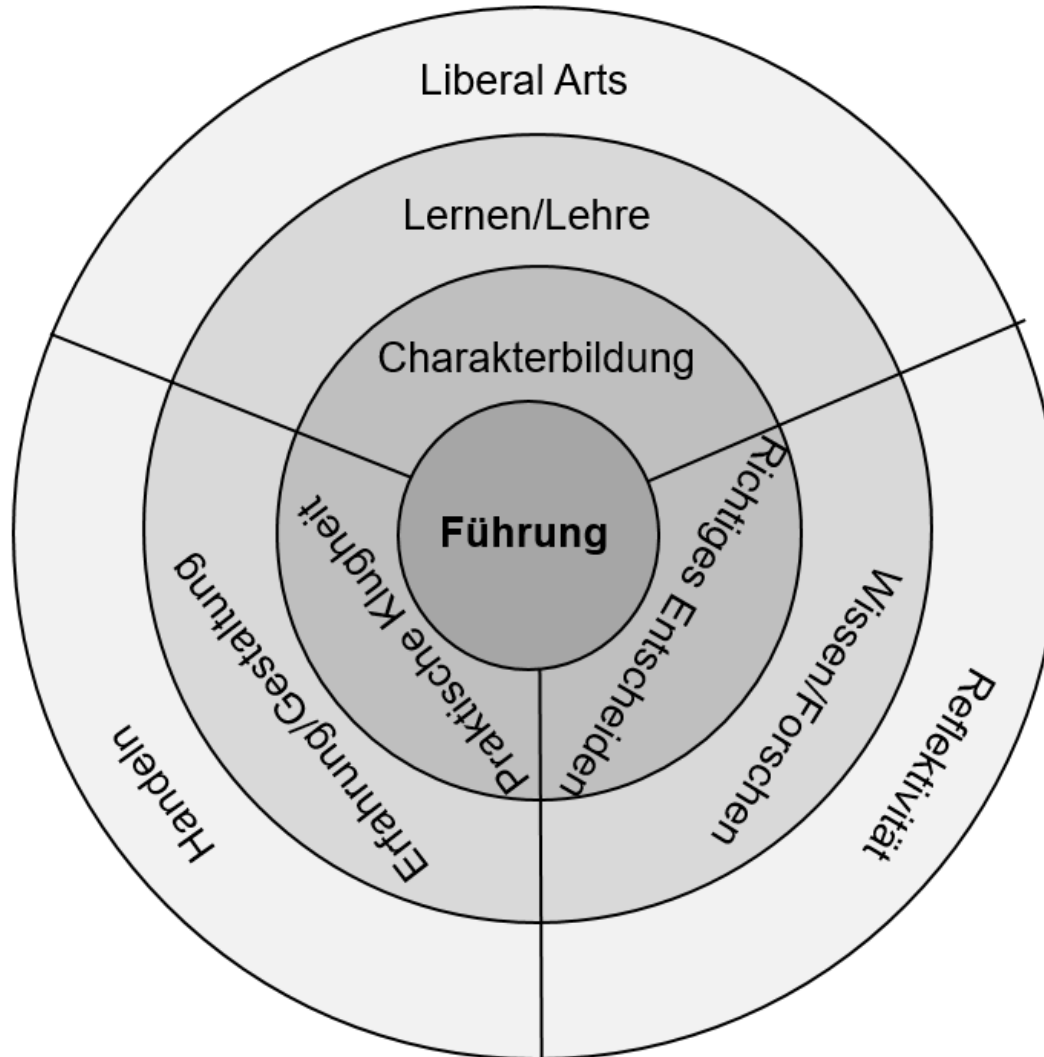 Liberal Arts
Lernen/Lehre
Charakterbildung
Führung
Richtiges Entscheiden
Wissen/Forschen
Reflektivität
Praktische Klugheit
Erfahrung/Gestaltung
Handeln